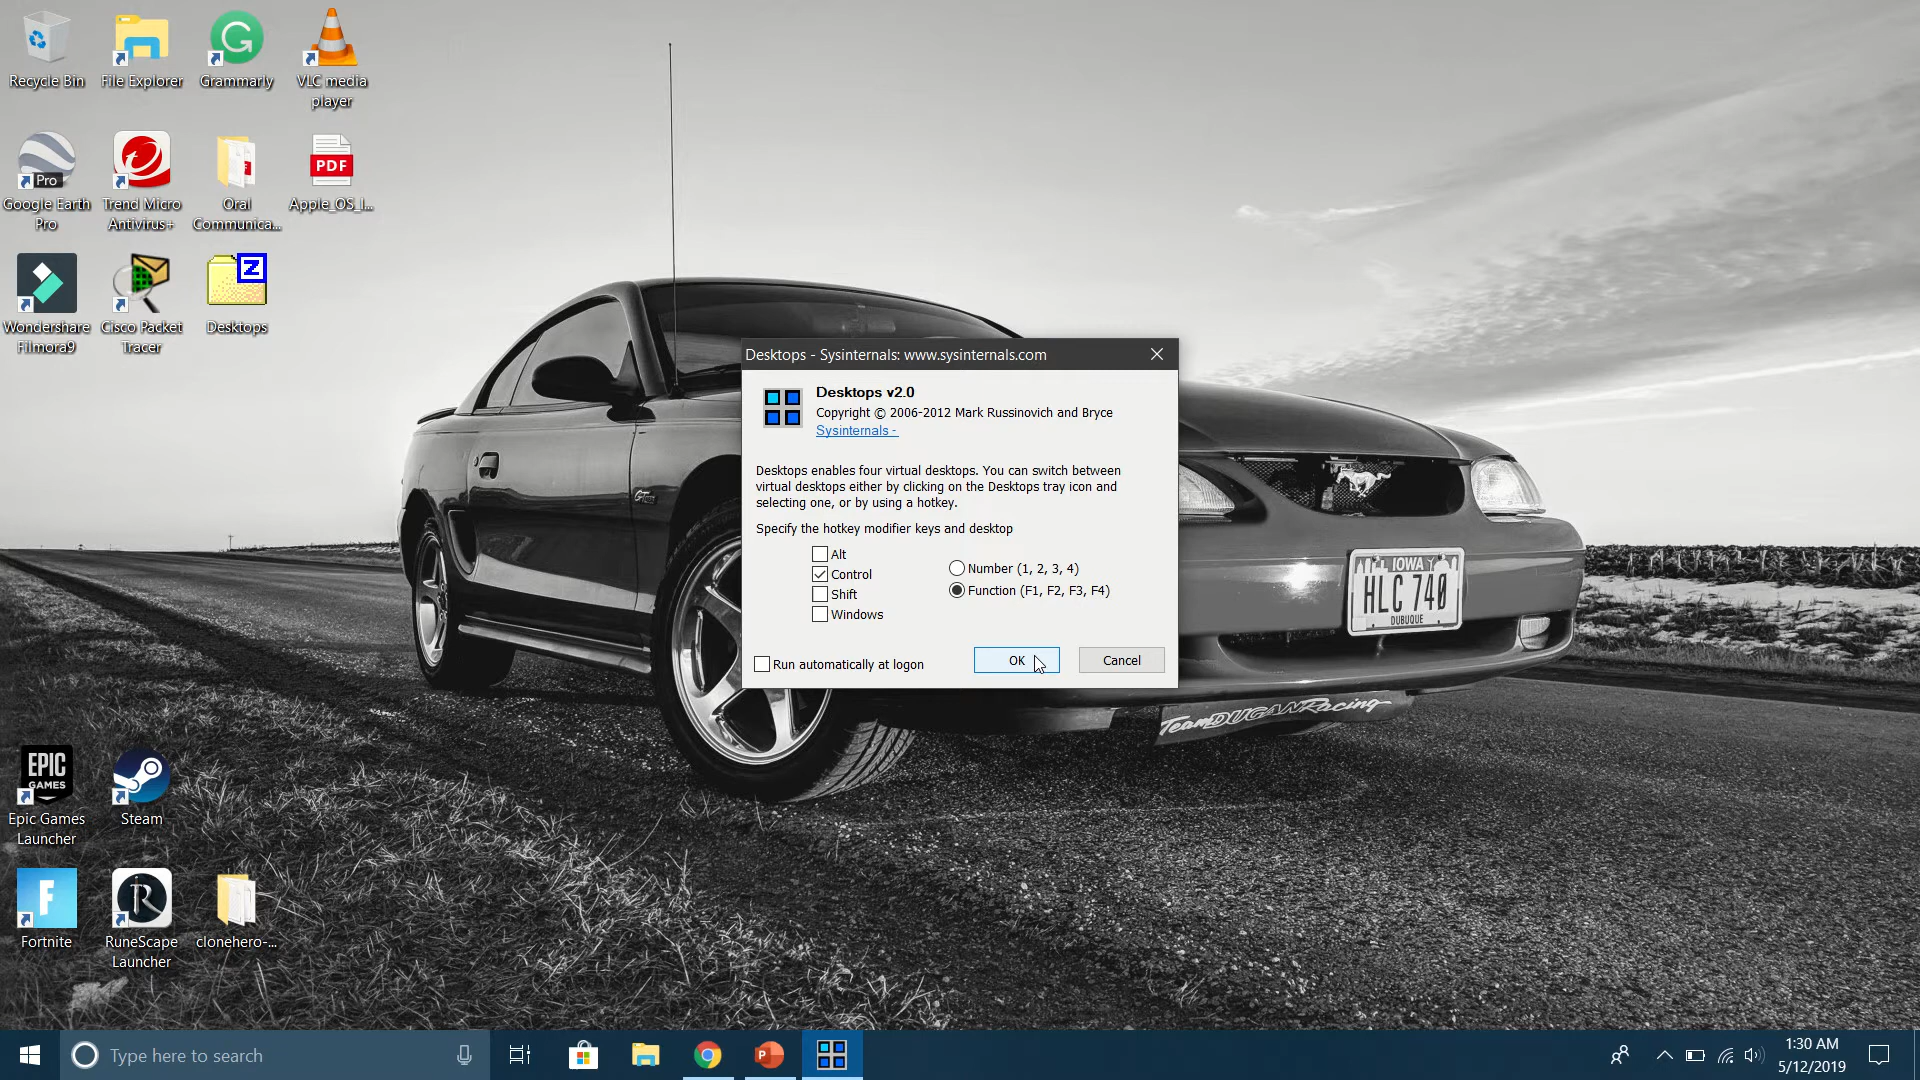 Recycle Bin
File Explorer
Grammarly
VLC media
player
Pro
Google Earth
Pro
Trend Micro
Antivirus+
Oral
Communica...
PDF
Apple_OS_I...
Wondershare
Filmora9
Cisco Packet
Tracer
Z
Desktops
Desktops - Sysinternals: www.sysinternals.com
Desktops v2.0
Copyright © 2006-2012 Mark Russinovich and Bryce
Sysinternals -
Desktops enables four virtual desktops. You can switch between
virtual desktops either by clicking on the Desktops tray icon and
selecting one, or by using a hotkey.
Specify the hotkey modifier keys and desktop
Alt
Control
Shift
Windows
Number (1, 2, 3, 4)
Function (F1, F2, F3, F4)
Run automatically at logon
OK
Cancel
IOWA
HLC 740
DUBUQUE
TeamDUGANRacing
EPIC
GAMES
Epic Games
Launcher
Steam
F
Fortnite
RuneScape
Launcher
clonehero-...
Type here to search
P
1:30 AM
5/12/2019